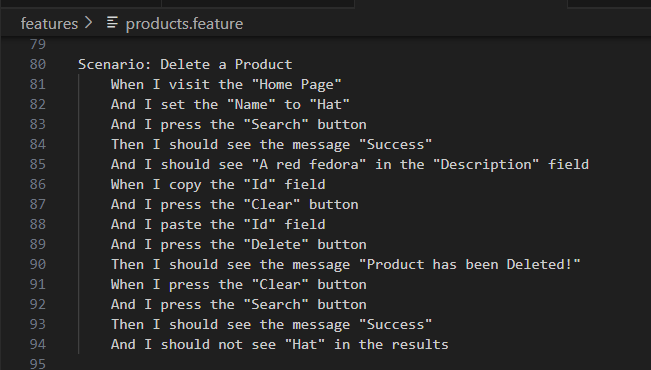 features > products.feature
79
80 Scenario: Delete a Product
81 When I visit the "Home Page"
82 And I set the "Name" to "Hat"
83 And I press the "Search" button
84 Then I should see the message "Success"
85 And I should see "A red fedora" in the "Description" field
86 When I copy the "Id" field
87 And I press the "Clear" button
88 And I paste the "Id" field
89 And I press the "Delete" button
90 Then I should see the message "Product has been Deleted!"
91 When I press the "Clear" button
92 And I press the "Search" button
93 Then I should see the message "Success"
94 And I should not see "Hat" in the results
95